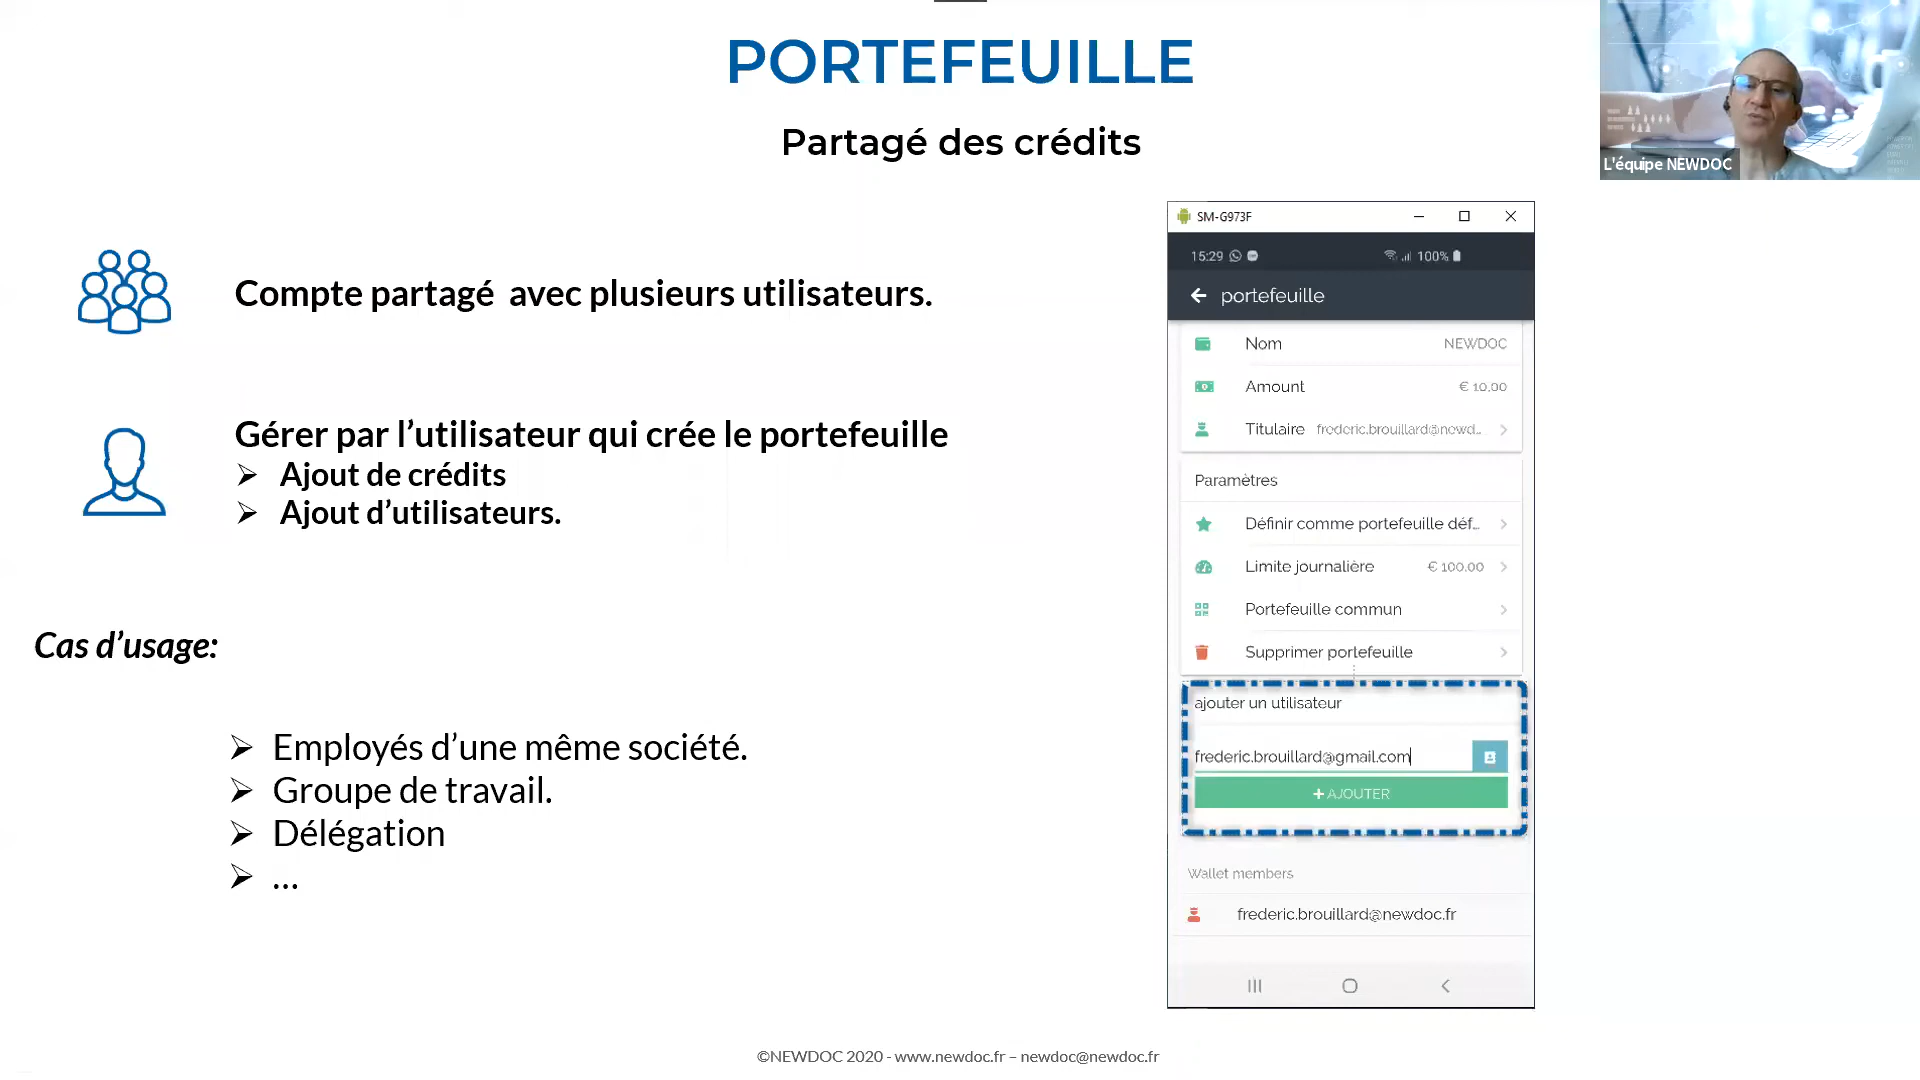 PORTEFEUILLE
Partagé des crédits
L'équipe NEWDOC
Compte partagé avec plusieurs utilisateurs.
Gérer par l’utilisateur qui crée le portefeuille
Ajout de crédits
Ajout d’utilisateurs.
Cas d’usage:
Employés d’une même société.
Groupe de travail.
Délégation
...
SM-G973F
15:29 100%
portefeuille
Nom NEWDOC
Amount € 10.00
Titulaire frederic.brouillard@newd...
Paramètres
Définir comme portefeuille déf...
Limite journalière € 100.00
Portefeuille commun
Supprimer portefeuille
ajouter un utilisateur
frederic.brouillard@gmail.com
+ AJOUTER
Wallet members
frederic.brouillard@newdoc.fr
©NEWDOC 2020 - www.newdoc.fr – newdoc@newdoc.fr